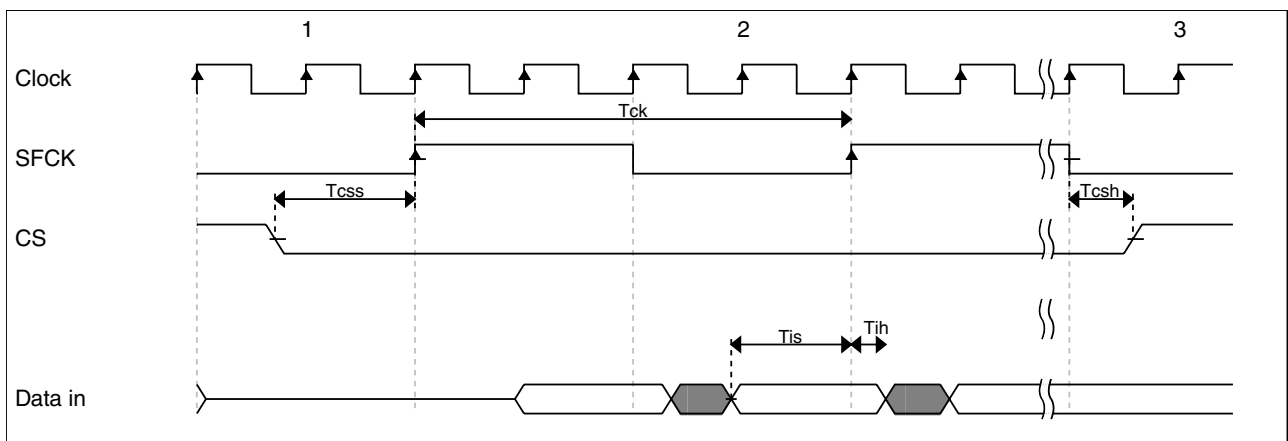 1 2 3
Clock
Tck
SFCK
Tcss Tcsh
CS
Tis Tih
Data in